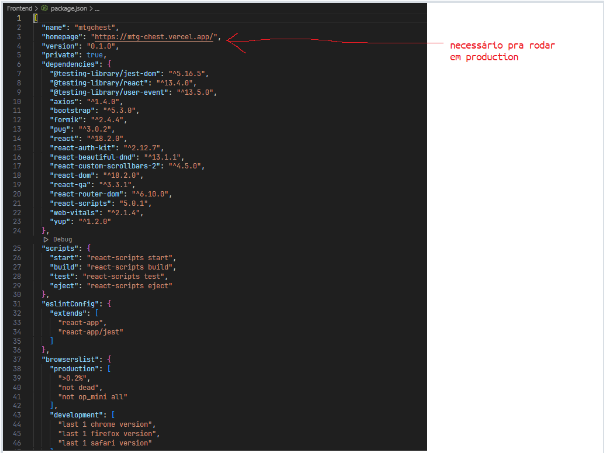 Frontend > package.json > ...
1 {
2 "name": "mtgchest",
3 "homepage": "https://mtg-chest.vercel.app/",
4 "version": "0.1.0",
5 "private": true,
6 "dependencies": {
7 "@testing-library/jest-dom": "^5.16.5",
8 "@testing-library/react": "^13.4.0",
9 "@testing-library/user-event": "^13.5.0",
10 "axios": "^1.4.0",
11 "bootstrap": "^5.3.0",
12 "formik": "^2.4.4",
13 "pug": "^3.0.2",
14 "react": "^18.2.0",
15 "react-auth-kit": "^2.12.7",
16 "react-beautiful-dnd": "^13.1.1",
17 "react-custom-scrollbars-2": "^4.5.0",
18 "react-dom": "^18.2.0",
19 "react-ga": "^3.3.1",
20 "react-router-dom": "^6.10.0",
21 "react-scripts": "5.0.1",
22 "web-vitals": "^2.1.4",
23 "yup": "^1.2.0"
24 },
Debug
25 "scripts": {
26 "start": "react-scripts start",
27 "build": "react-scripts build",
28 "test": "react-scripts test",
29 "eject": "react-scripts eject"
30 },
31 "eslintConfig": {
32 "extends": [
33 "react-app",
34 "react-app/jest"
35 ]
36 },
37 "browserslist": {
38 "production": [
39 ">0.2%",
40 "not dead",
41 "not op_mini all"
42 ],
43 "development": [
44 "last 1 chrome version",
45 "last 1 firefox version",
46 "last 1 safari version"
necessário pra rodar
em production